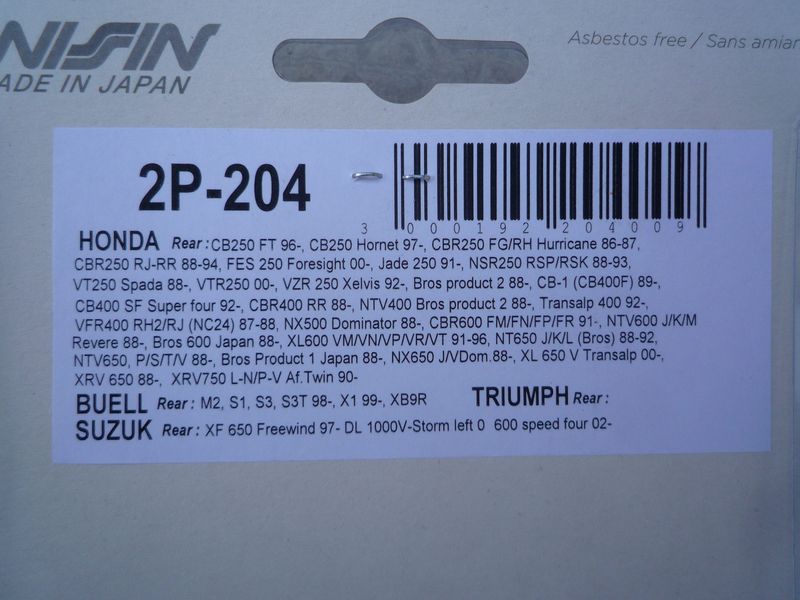 NISSIN
ADE IN JAPAN
Asbestos free / Sans amian
2P-204
3 000192 204009
HONDA Rear: CB250 FT 96-, CB250 Hornet 97-, CBR250 FG/RH Hurricane 86-87,
CBR250 RJ-RR 88-94, FES 250 Foresight 00-, Jade 250 91-, NSR250 RSP/RSK 88-93,
VT250 Spada 88-, VTR250 00-, VZR 250 Xelvis 92-, Bros product 2 88-, CB-1 (CB400F) 89-,
CB400 SF Super four 92-, CBR400 RR 88-, NTV400 Bros product 2 88-, Transalp 400 92-,
VFR400 RH2/RJ (NC24) 87-88, NX500 Dominator 88-, CBR600 FM/FN/FP/FR 91-, NTV600 J/K/M
Revere 88-, Bros 600 Japan 88-, XL600 VM/VN/VP/VR/VT 91-96, NT650 J/K/L (Bros) 88-92,
NTV650, P/S/T/V 88-, Bros Product 1 Japan 88-, NX650 J/VDom.88-, XL 650 V Transalp 00-,
XRV 650 88-, XRV750 L-N/P-V Af.Twin 90-
BUELL Rear: M2, S1, S3, S3T 98-, X1 99-, XB9R TRIUMPH Rear:
SUZUK Rear: XF 650 Freewind 97- DL 1000V-Storm left 0 600 speed four 02-